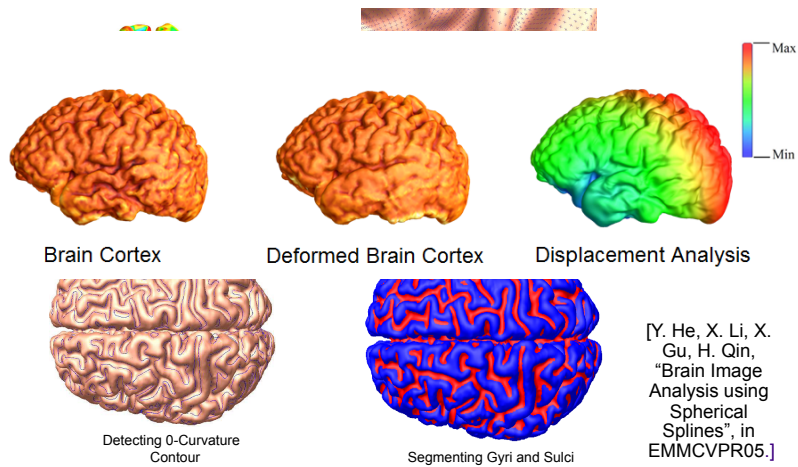 Max
Min
Brain Cortex
Deformed Brain Cortex
Displacement Analysis
Detecting 0-Curvature
Contour
Segmenting Gyri and Sulci
[Y. He, X. Li, X.
Gu, H. Qin,
“Brain Image
Analysis using
Spherical
Splines”, in
EMMCVPR05.]